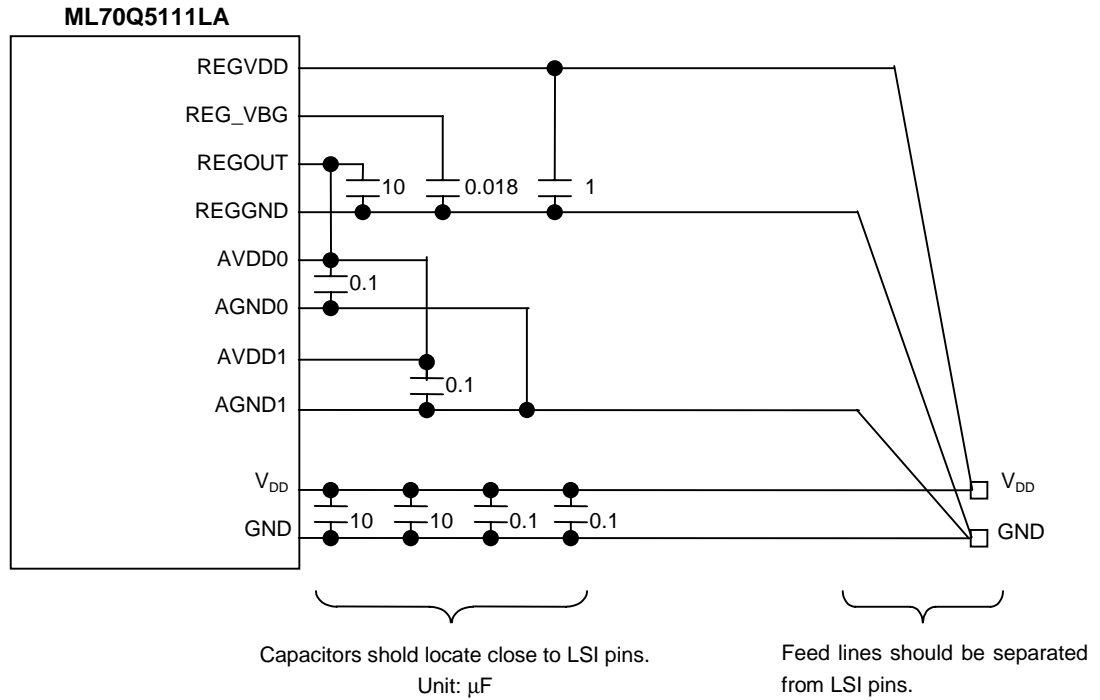 ML70Q5111LA
REGVDD
REG_VBG
REGOUT
10
0.018
1
REGGND
AVDD0
0.1
AGND0
AVDD1
0.1
AGND1
VDD
VDD
10
10
0.1
0.1
GND
GND
Capacitors shold locate close to LSI pins.
Unit: μF
Feed lines should be separated
from LSI pins.